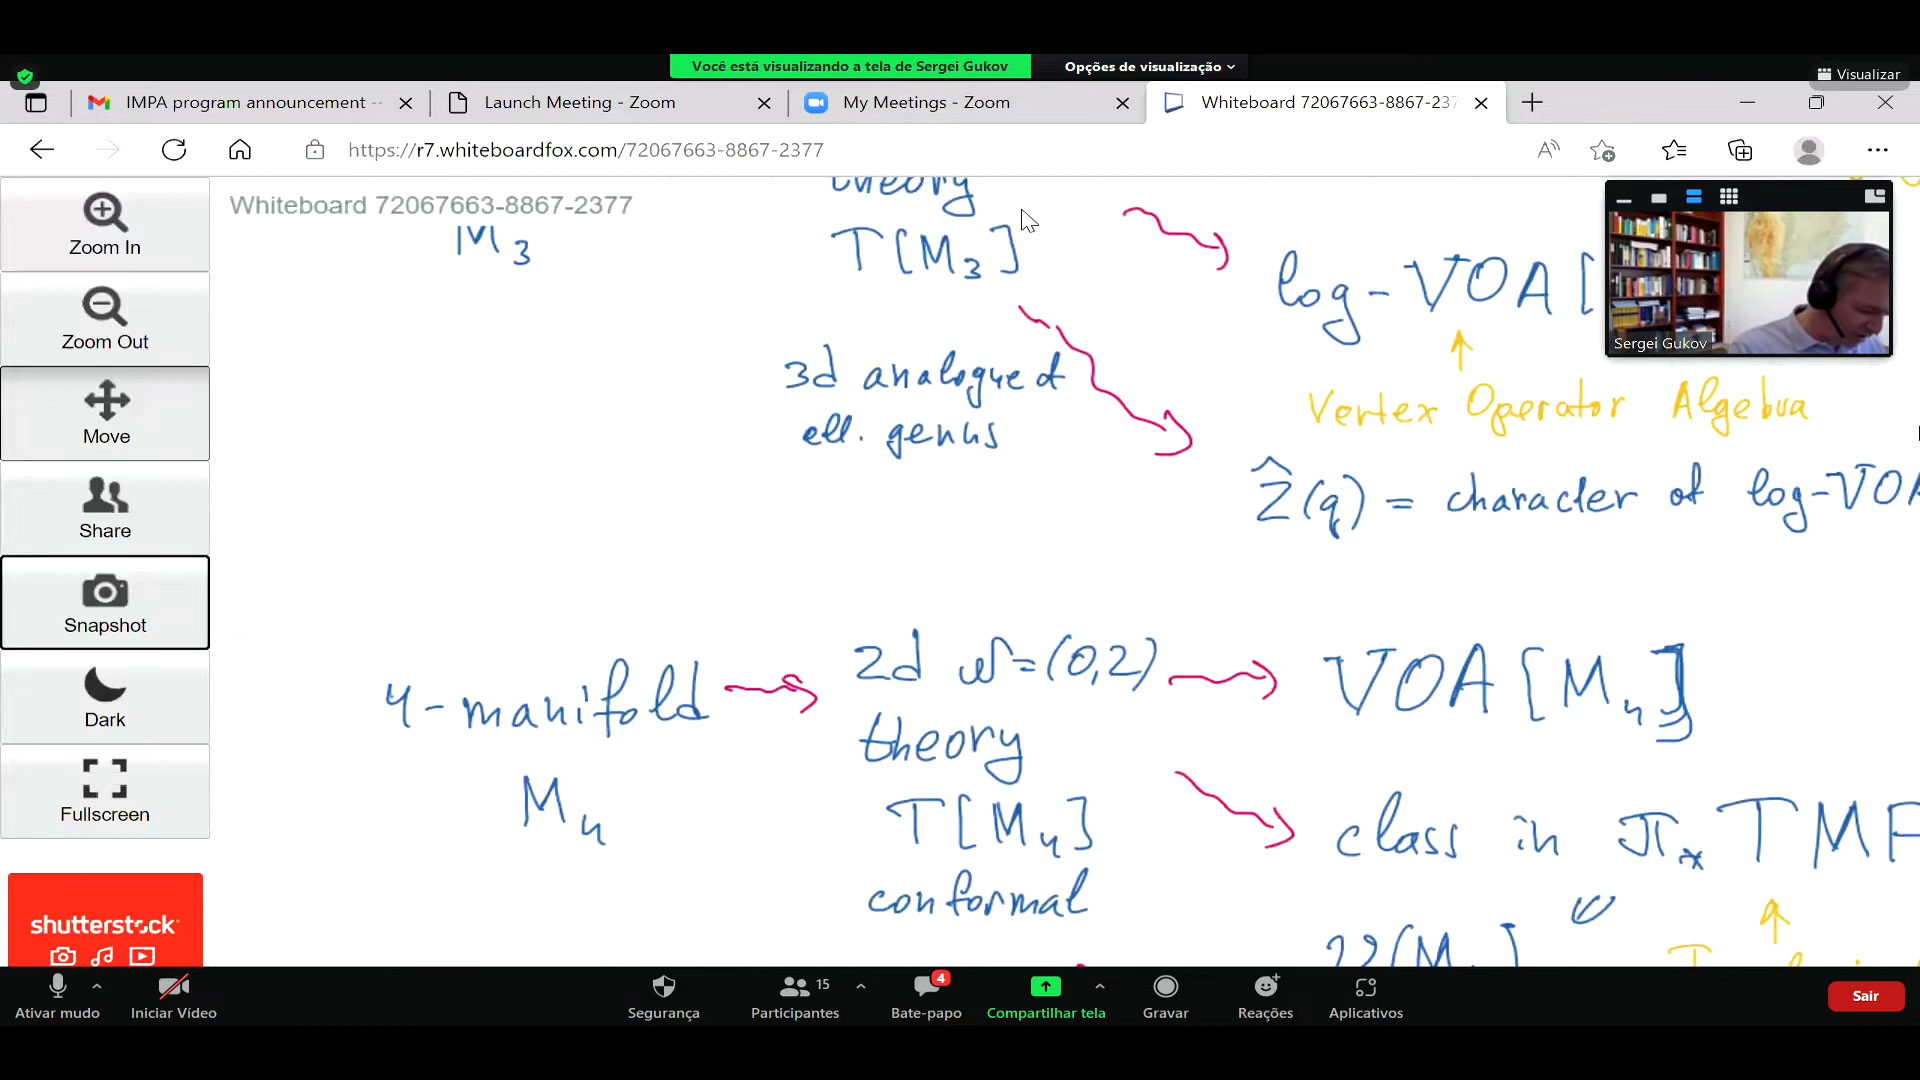 Você está visualizando a tela de Sergei Gukov
Opções de visualização
Visualizar
IMPA program announcement --
Launch Meeting - Zoom
My Meetings - Zoom
Whiteboard 72067663-8867-237
https://r7.whiteboardfox.com/72067663-8867-2377
Zoom In
Zoom Out
Move
Share
Snapshot
Dark
Fullscreen
shutterstock
Whiteboard 72067663-8867-2377
theory
M₃
T[M₃]
log-VOA[
Sergei Gukov
3d analogue of
ell. genus
Vertex Operator Algebra
Ẑ(q) = character of log-VOA
4-manifold
2d N=(0,2)
VOA[M₄]
theory
M₄
T[M₄]
class in π_* TMF
conformal
Ativar mudo
Iniciar Vídeo
Segurança
Participantes
15
Bate-papo
4
Compartilhar tela
Gravar
Reações
Aplicativos
Sair